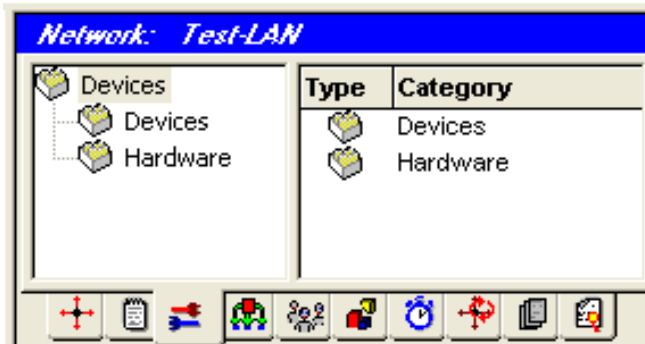 Network: Test-LAN
Devices
Devices
Hardware
Type Category
Devices
Hardware